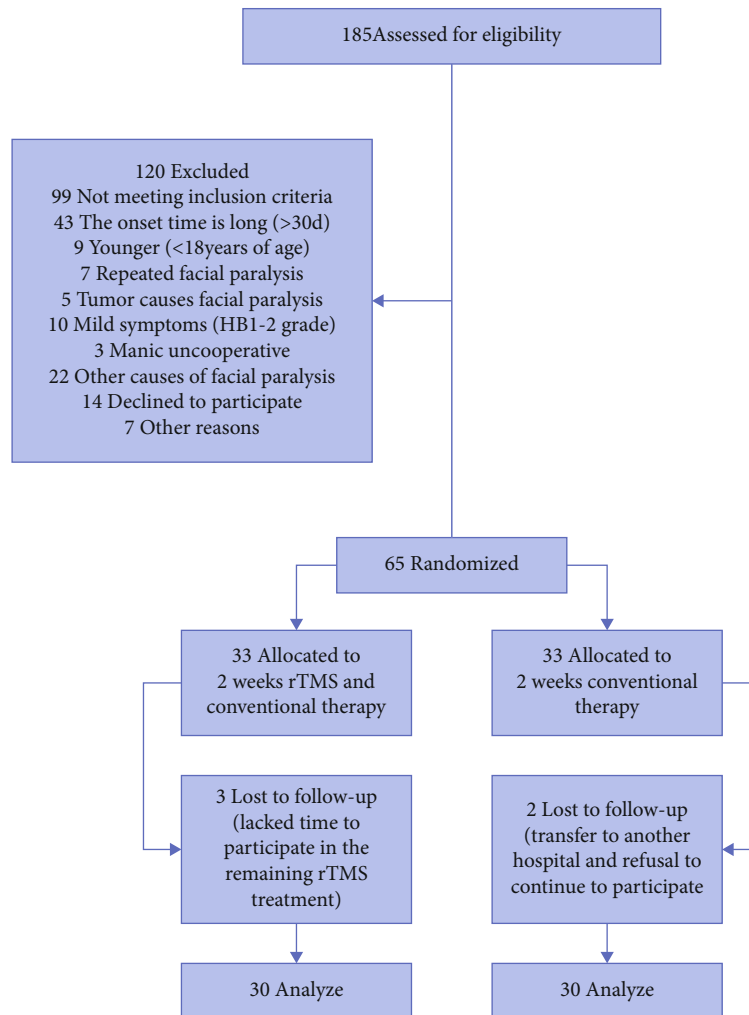 185Assessed for eligibility
120 Excluded
99 Not meeting inclusion criteria
43 The onset time is long (>30d)
9 Younger (<18years of age)
7 Repeated facial paralysis
5 Tumor causes facial paralysis
10 Mild symptoms (HB1-2 grade)
3 Manic uncooperative
22 Other causes of facial paralysis
14 Declined to participate
7 Other reasons
65 Randomized
33 Allocated to
2 weeks rTMS and
conventional therapy
33 Allocated to
2 weeks conventional
therapy
3 Lost to follow-up
(lacked time to
participate in the
remaining rTMS
treatment)
2 Lost to follow-up
(transfer to another
hospital and refusal to
continue to participate
30 Analyze
30 Analyze